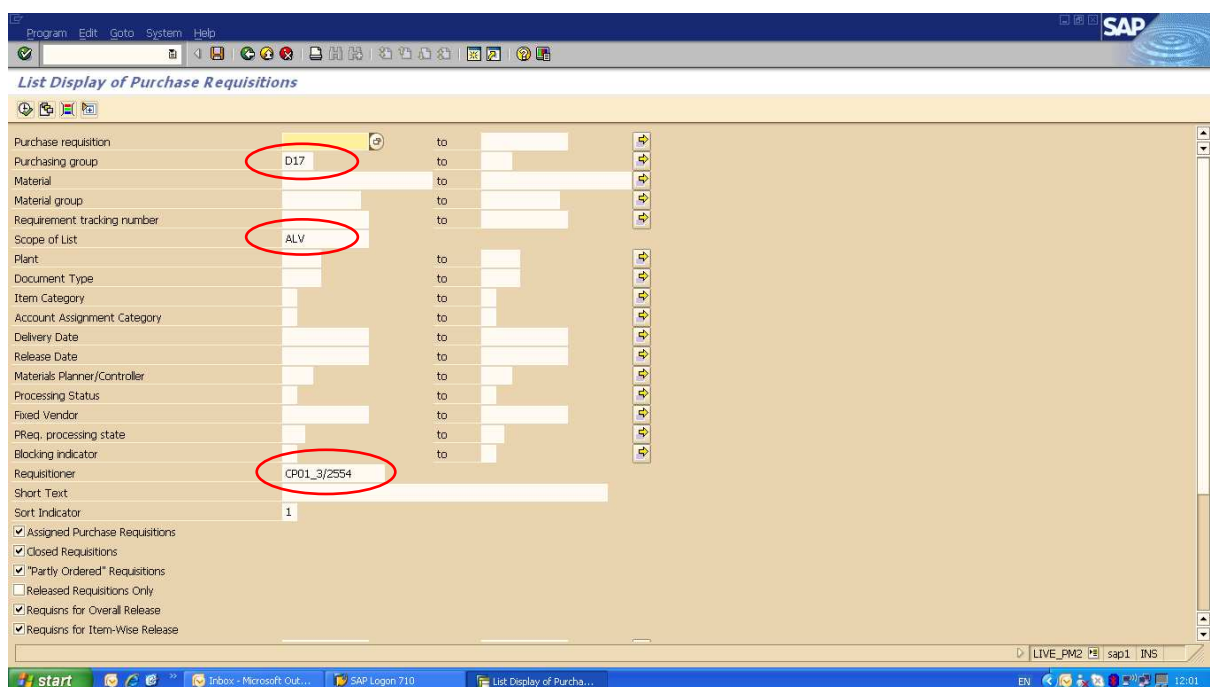 Program Edit Goto System Help
SAP
List Display of Purchase Requisitions
Purchase requisition to
Purchasing group D17 to
Material to
Material group to
Requirement tracking number to
Scope of List ALV
Plant to
Document Type to
Item Category to
Account Assignment Category to
Delivery Date to
Release Date to
Materials Planner/Controller to
Processing Status to
Fixed Vendor to
PReq. processing state to
Blocking indicator to
Requisitioner CP01_3/2554
Short Text
Sort Indicator 1
Assigned Purchase Requisitions
Closed Requisitions
"Partly Ordered" Requisitions
Released Requisitions Only
Requisns for Overall Release
Requisns for Item-Wise Release
LIVE_PM2 sap1 INS
start Inbox - Microsoft Out... SAP Logon 710 List Display of Purcha... EN 12:01